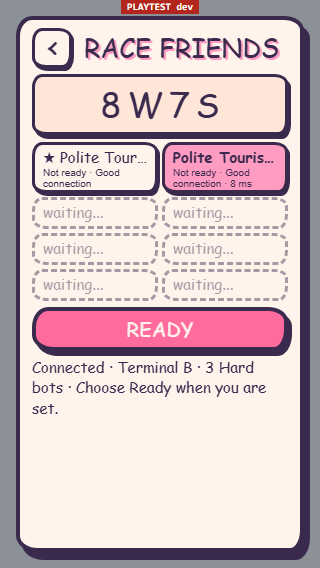 PLAYTEST dev
RACE FRIENDS
8W7S
★ Polite Tour...
Not ready · Good
connection
Polite Touris...
Not ready · Good
connection · 8 ms
waiting... waiting...
waiting... waiting...
waiting... waiting...
READY
Connected · Terminal B · 3 Hard
bots · Choose Ready when you are
set.